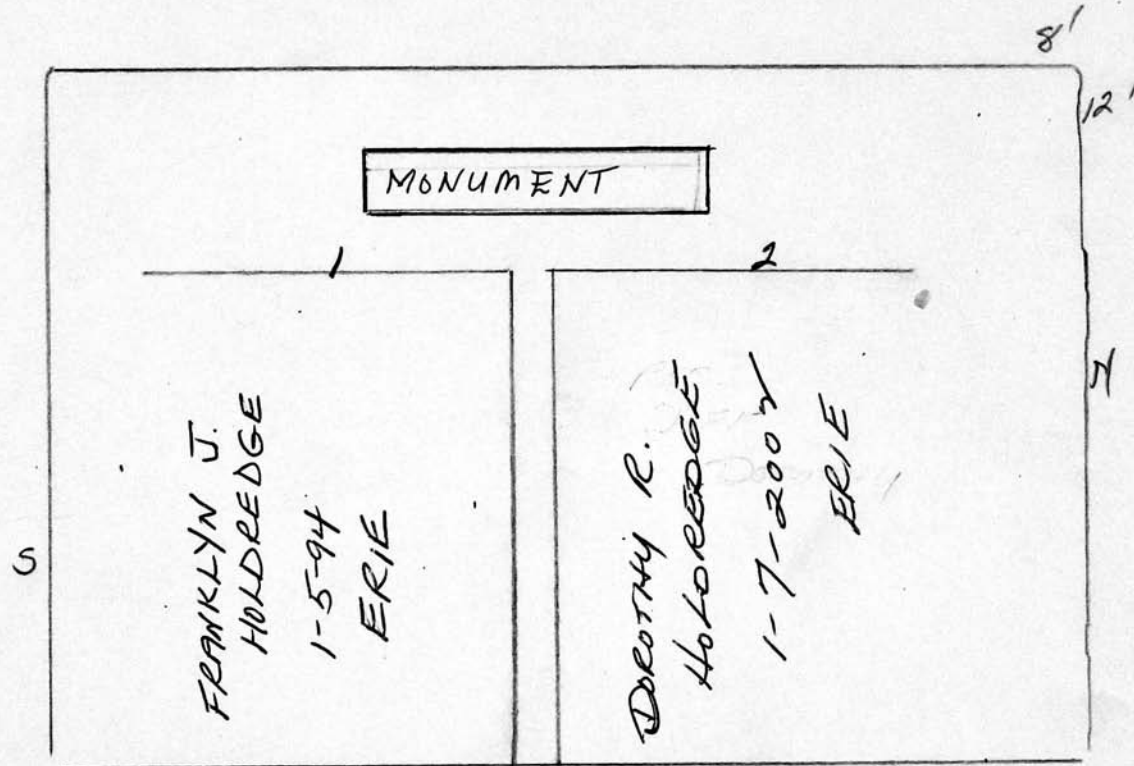 8'
12'
MONUMENT
1
2
FRANKLYN J.
HOLDREDGE
1-5-94
ERIE
DOROTHY R.
HOLDREDGE
1-7-2002
ERIE
S